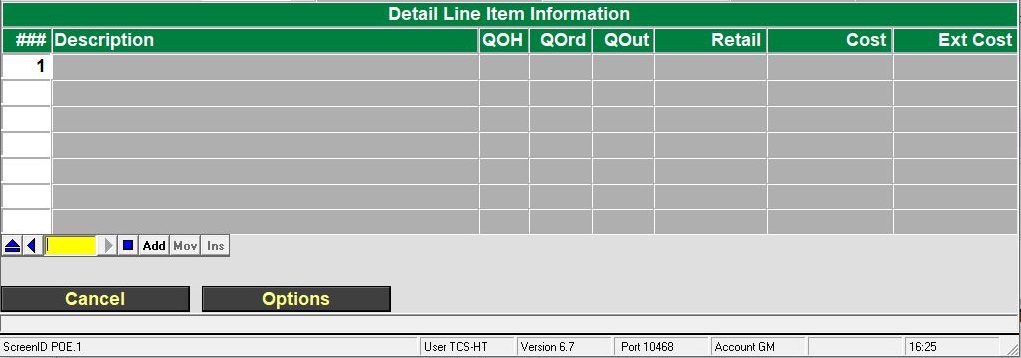 Detail Line Item Information
### Description QOH QOrd QOut Retail Cost Ext Cost
1
Add Mov Ins
Cancel Options
ScreenID POE.1 User TCS-HT Version 6.7 Port 10468 Account GM 16:25